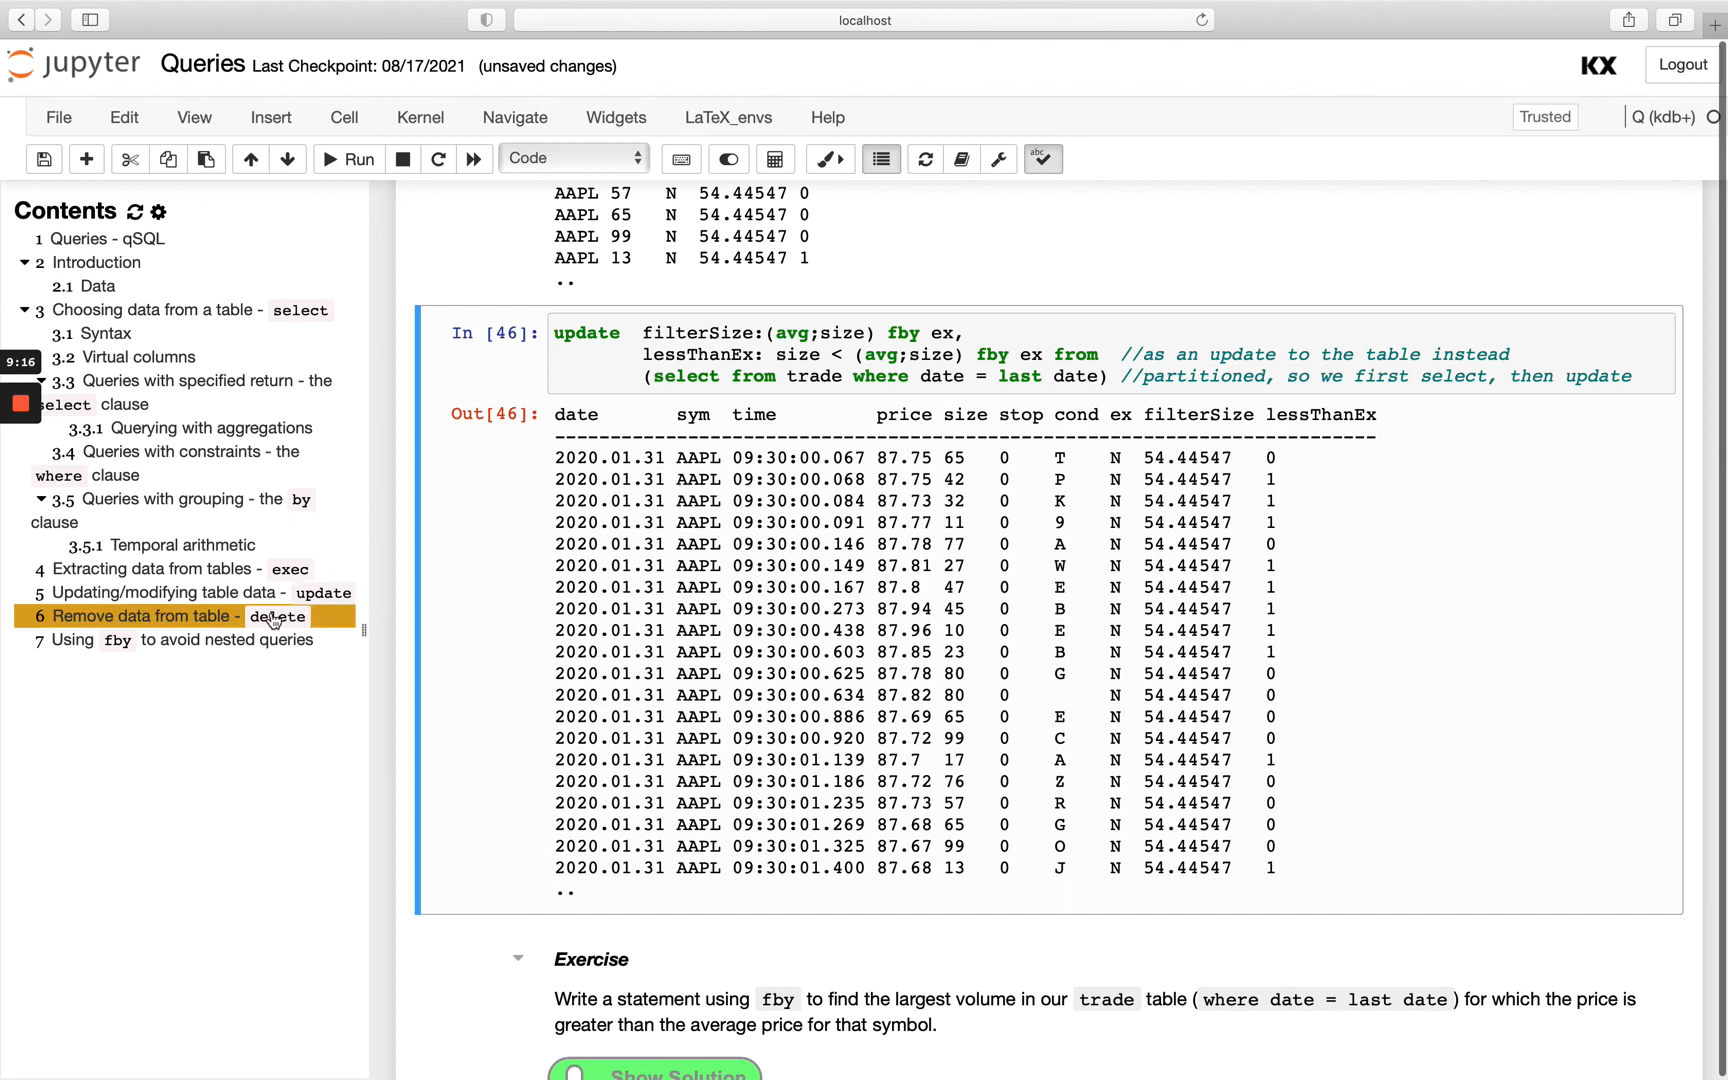 localhost
jupyter Queries Last Checkpoint: 08/17/2021 (unsaved changes) KX Logout
File Edit View Insert Cell Kernel Navigate Widgets LaTeX_envs Help Trusted Q (kdb+)
Run Code abc
Contents
1 Queries - qSQL
2 Introduction
2.1 Data
3 Choosing data from a table - select
3.1 Syntax
9:16
3.2 Virtual columns
3.3 Queries with specified return - the
select clause
3.3.1 Querying with aggregations
3.4 Queries with constraints - the
where clause
3.5 Queries with grouping - the by
clause
3.5.1 Temporal arithmetic
4 Extracting data from tables - exec
5 Updating/modifying table data - update
6 Remove data from table - delete
7 Using fby to avoid nested queries
AAPL 57 N 54.44547 0
AAPL 65 N 54.44547 0
AAPL 99 N 54.44547 0
AAPL 13 N 54.44547 1
..
In [46]: update filterSize:(avg;size) fby ex,
lessThanEx: size < (avg;size) fby ex from //as an update to the table instead
(select from trade where date = last date) //partitioned, so we first select, then update
Out[46]: date sym time price size stop cond ex filterSize lessThanEx
---------------------------------------------------------------------------
2020.01.31 AAPL 09:30:00.067 87.75 65 0 T N 54.44547 0
2020.01.31 AAPL 09:30:00.068 87.75 42 0 P N 54.44547 1
2020.01.31 AAPL 09:30:00.084 87.73 32 0 K N 54.44547 1
2020.01.31 AAPL 09:30:00.091 87.77 11 0 9 N 54.44547 1
2020.01.31 AAPL 09:30:00.146 87.78 77 0 A N 54.44547 0
2020.01.31 AAPL 09:30:00.149 87.81 27 0 W N 54.44547 1
2020.01.31 AAPL 09:30:00.167 87.8 47 0 E N 54.44547 1
2020.01.31 AAPL 09:30:00.273 87.94 45 0 B N 54.44547 1
2020.01.31 AAPL 09:30:00.438 87.96 10 0 E N 54.44547 1
2020.01.31 AAPL 09:30:00.603 87.85 23 0 B N 54.44547 1
2020.01.31 AAPL 09:30:00.625 87.78 80 0 G N 54.44547 0
2020.01.31 AAPL 09:30:00.634 87.82 80 0 N 54.44547 0
2020.01.31 AAPL 09:30:00.886 87.69 65 0 E N 54.44547 0
2020.01.31 AAPL 09:30:00.920 87.72 99 0 C N 54.44547 0
2020.01.31 AAPL 09:30:01.139 87.7 17 0 A N 54.44547 1
2020.01.31 AAPL 09:30:01.186 87.72 76 0 Z N 54.44547 0
2020.01.31 AAPL 09:30:01.235 87.73 57 0 R N 54.44547 0
2020.01.31 AAPL 09:30:01.269 87.68 65 0 G N 54.44547 0
2020.01.31 AAPL 09:30:01.325 87.67 99 0 O N 54.44547 0
2020.01.31 AAPL 09:30:01.400 87.68 13 0 J N 54.44547 1
..
Exercise
Write a statement using fby to find the largest volume in our trade table ( where date = last date ) for which the price is
greater than the average price for that symbol.
Show Solution